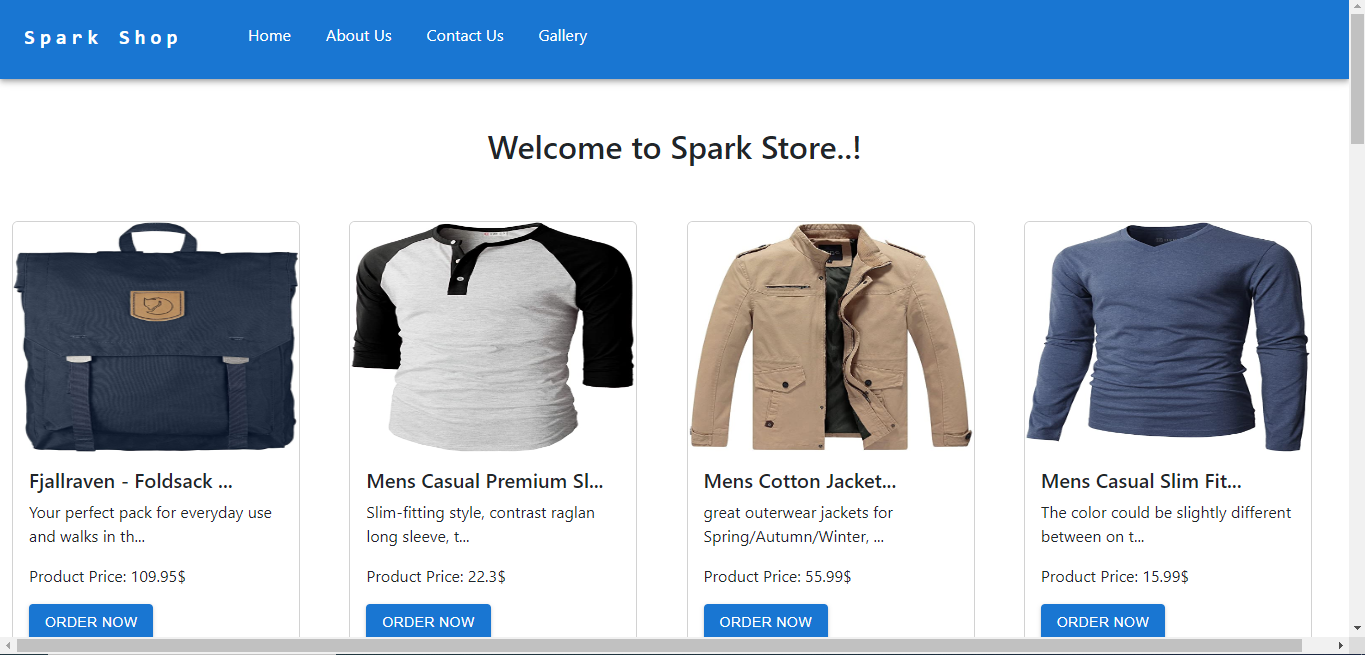 Spark Shop
Home
About Us
Contact Us
Gallery
Welcome to Spark Store..!
Fjallraven - Foldsack ...
Your perfect pack for everyday use
and walks in th...
Product Price: 109.95$
ORDER NOW
Mens Casual Premium Sl...
Slim-fitting style, contrast raglan
long sleeve, t...
Product Price: 22.3$
ORDER NOW
Mens Cotton Jacket...
great outerwear jackets for
Spring/Autumn/Winter, ...
Product Price: 55.99$
ORDER NOW
Mens Casual Slim Fit...
The color could be slightly different
between on t...
Product Price: 15.99$
ORDER NOW